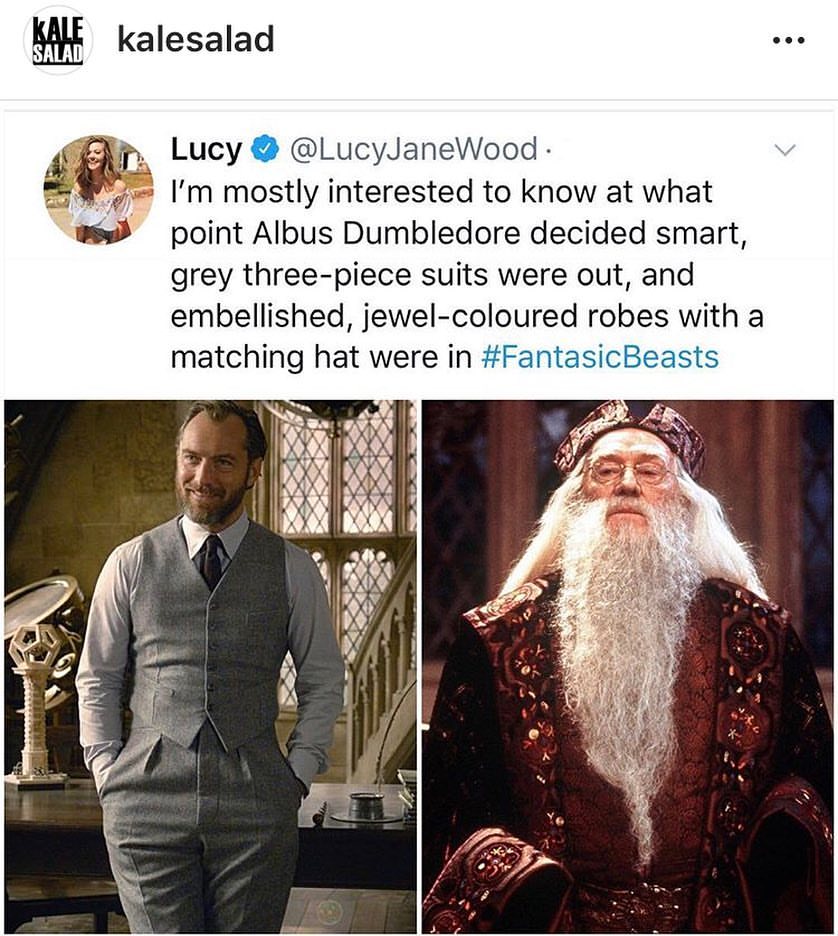 KALE
SALAD
kalesalad
Lucy @LucyJaneWood ·
I'm mostly interested to know at what
point Albus Dumbledore decided smart,
grey three-piece suits were out, and
embellished, jewel-coloured robes with a
matching hat were in #FantasicBeasts